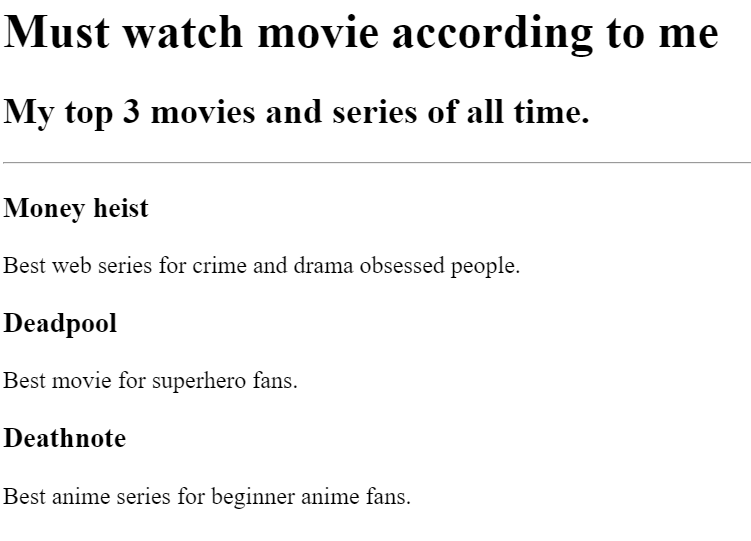 Must watch movie according to me
My top 3 movies and series of all time.
Money heist
Best web series for crime and drama obsessed people.
Deadpool
Best movie for superhero fans.
Deathnote
Best anime series for beginner anime fans.